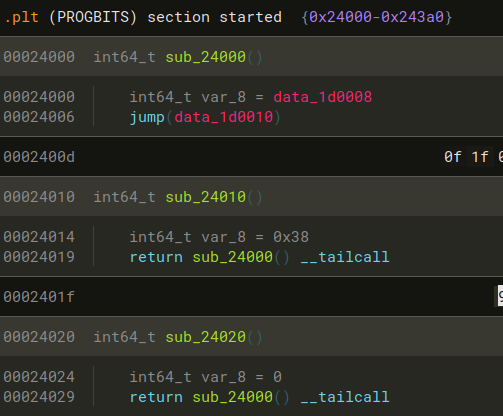 .plt (PROGBITS) section started  {0x24000-0x243a0}
00024000  int64_t sub_24000()
00024000      int64_t var_8 = data_1d0008
00024006      jump(data_1d0010)
0002400d  0f 1f
00024010  int64_t sub_24010()
00024014      int64_t var_8 = 0x38
00024019      return sub_24000() __tailcall
0002401f
00024020  int64_t sub_24020()
00024024      int64_t var_8 = 0
00024029      return sub_24000() __tailcall